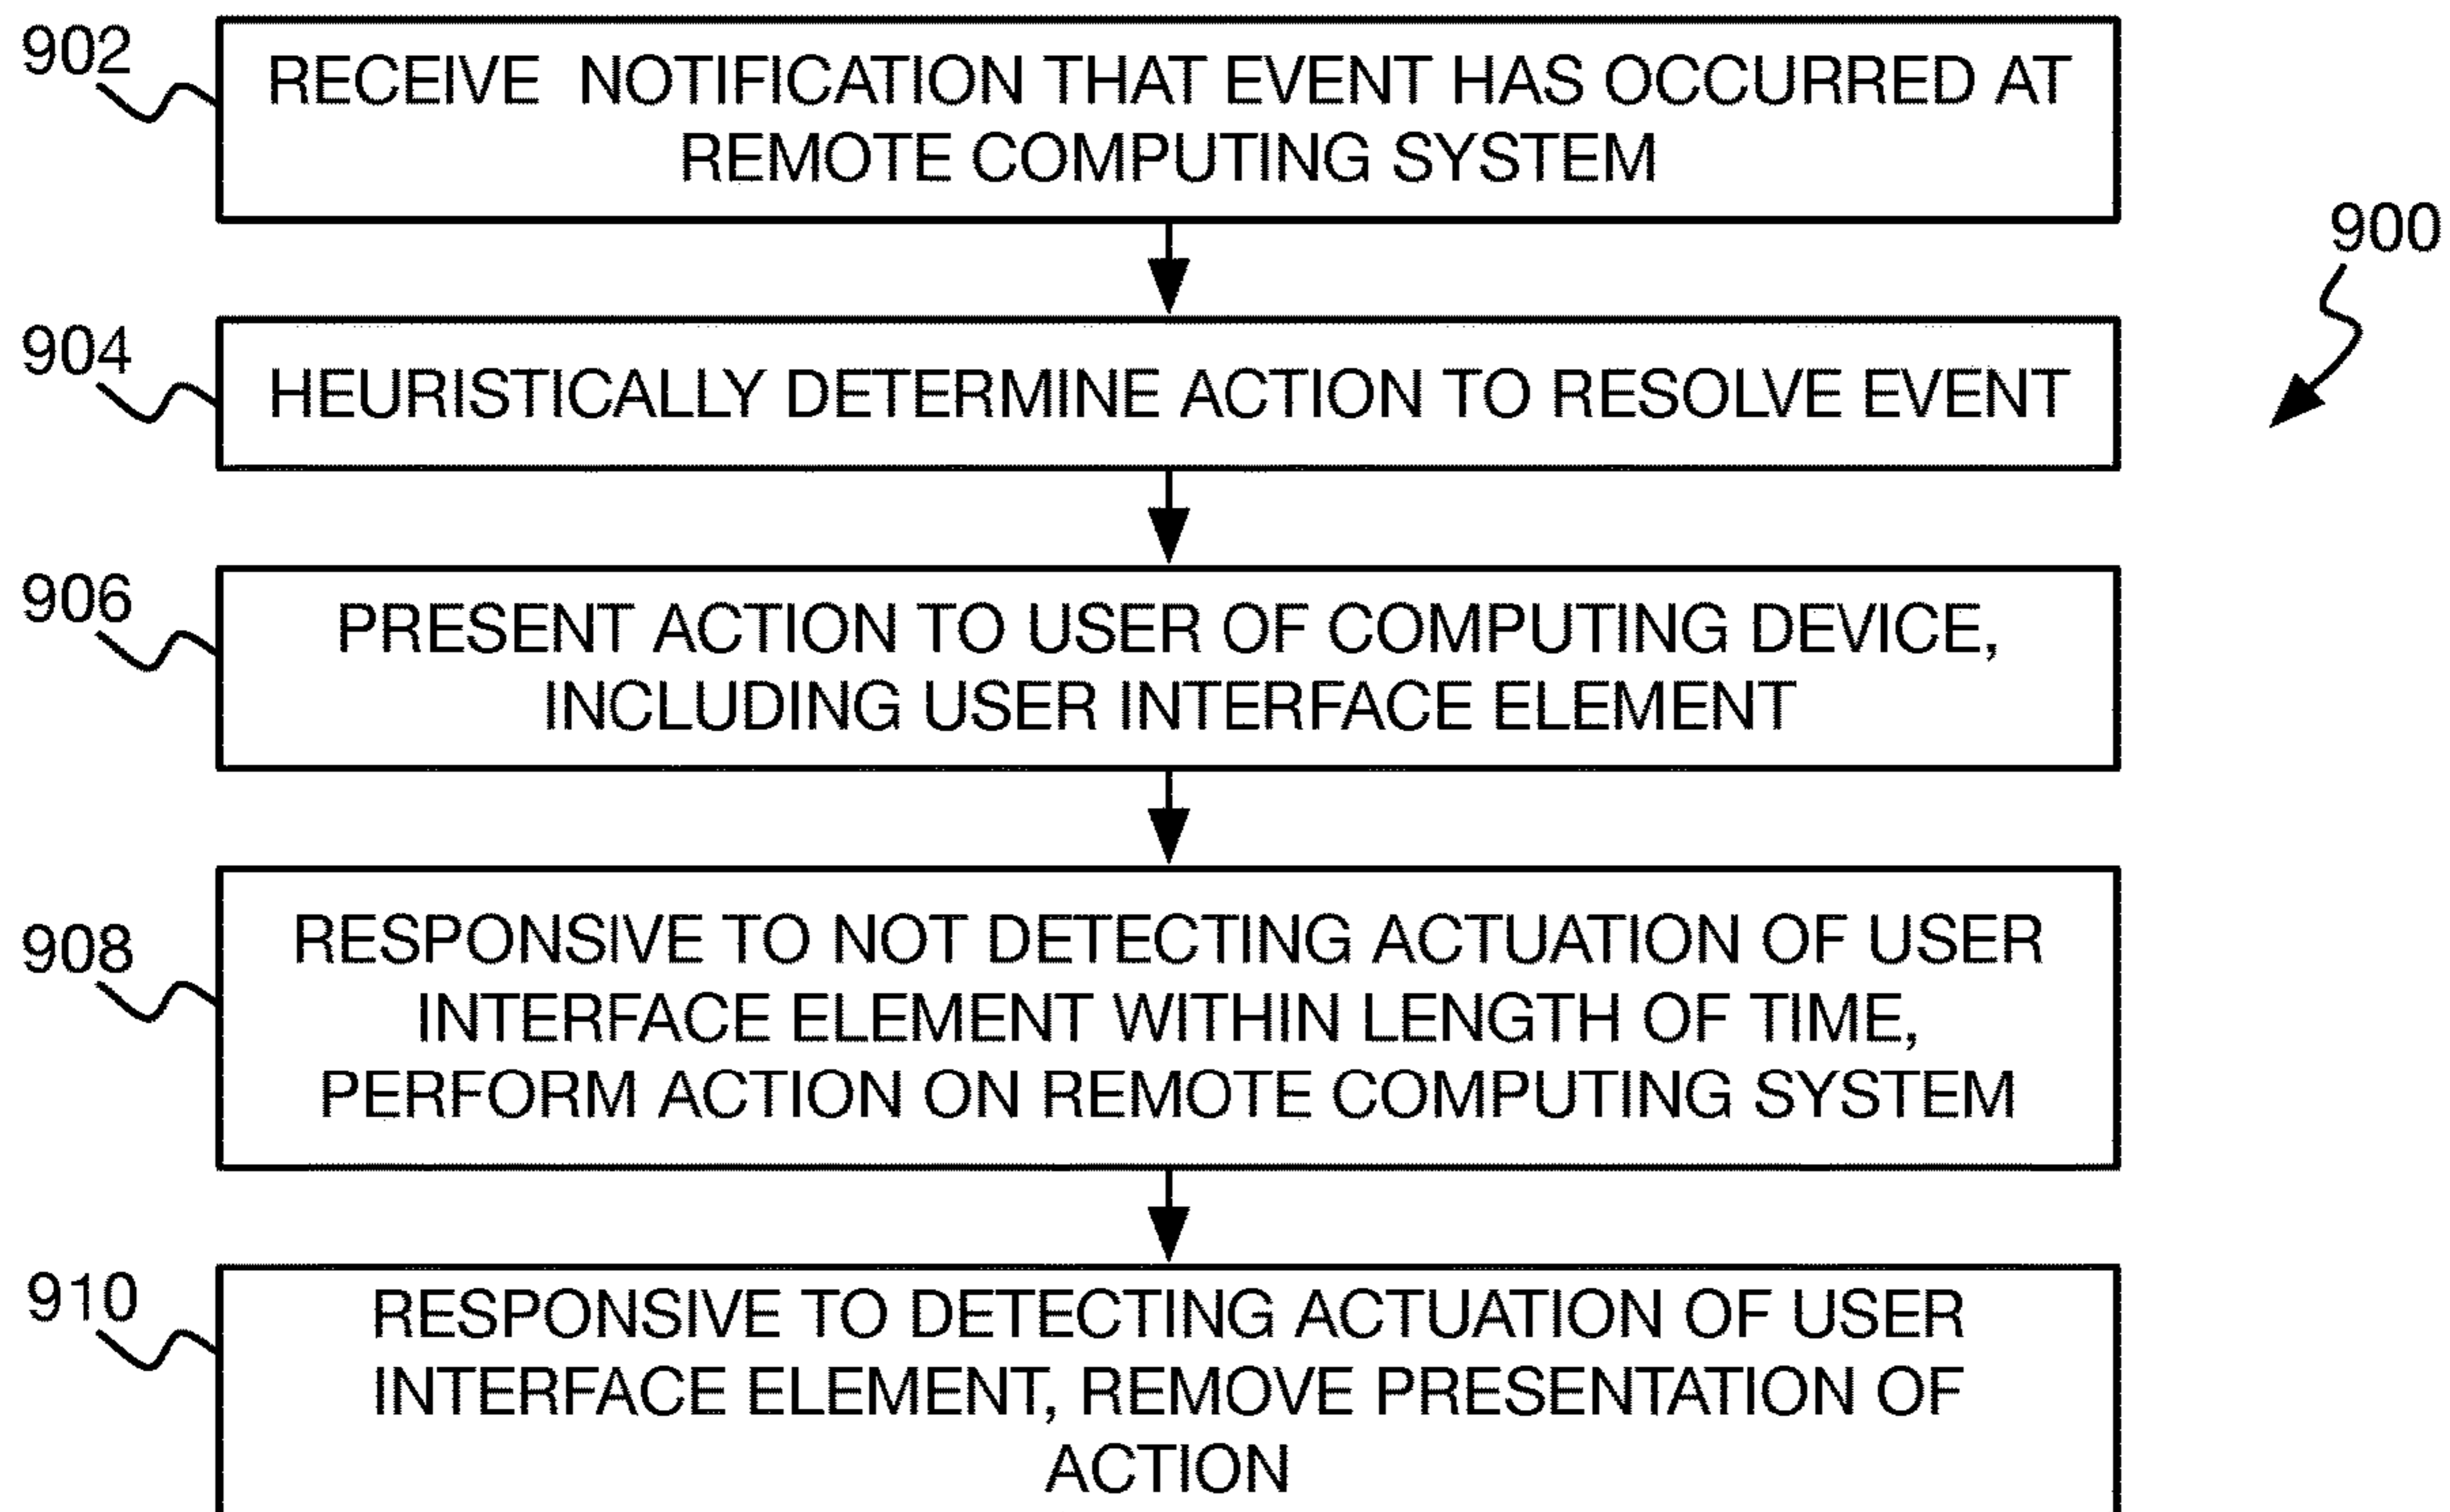 902
RECEIVE NOTIFICATION THAT EVENT HAS OCCURRED AT
REMOTE COMPUTING SYSTEM
900
904
HEURISTICALLY DETERMINE ACTION TO RESOLVE EVENT
906
PRESENT ACTION TO USER OF COMPUTING DEVICE,
INCLUDING USER INTERFACE ELEMENT
908
RESPONSIVE TO NOT DETECTING ACTUATION OF USER
INTERFACE ELEMENT WITHIN LENGTH OF TIME,
PERFORM ACTION ON REMOTE COMPUTING SYSTEM
910
RESPONSIVE TO DETECTING ACTUATION OF USER
INTERFACE ELEMENT, REMOVE PRESENTATION OF
ACTION